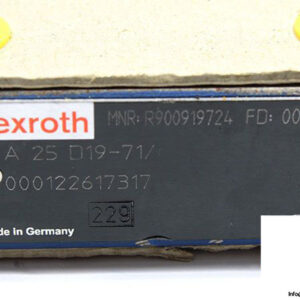 exroth MNR: R900919724 FD: 00
A 25 D19-71/
000122617317
229
de in Germany